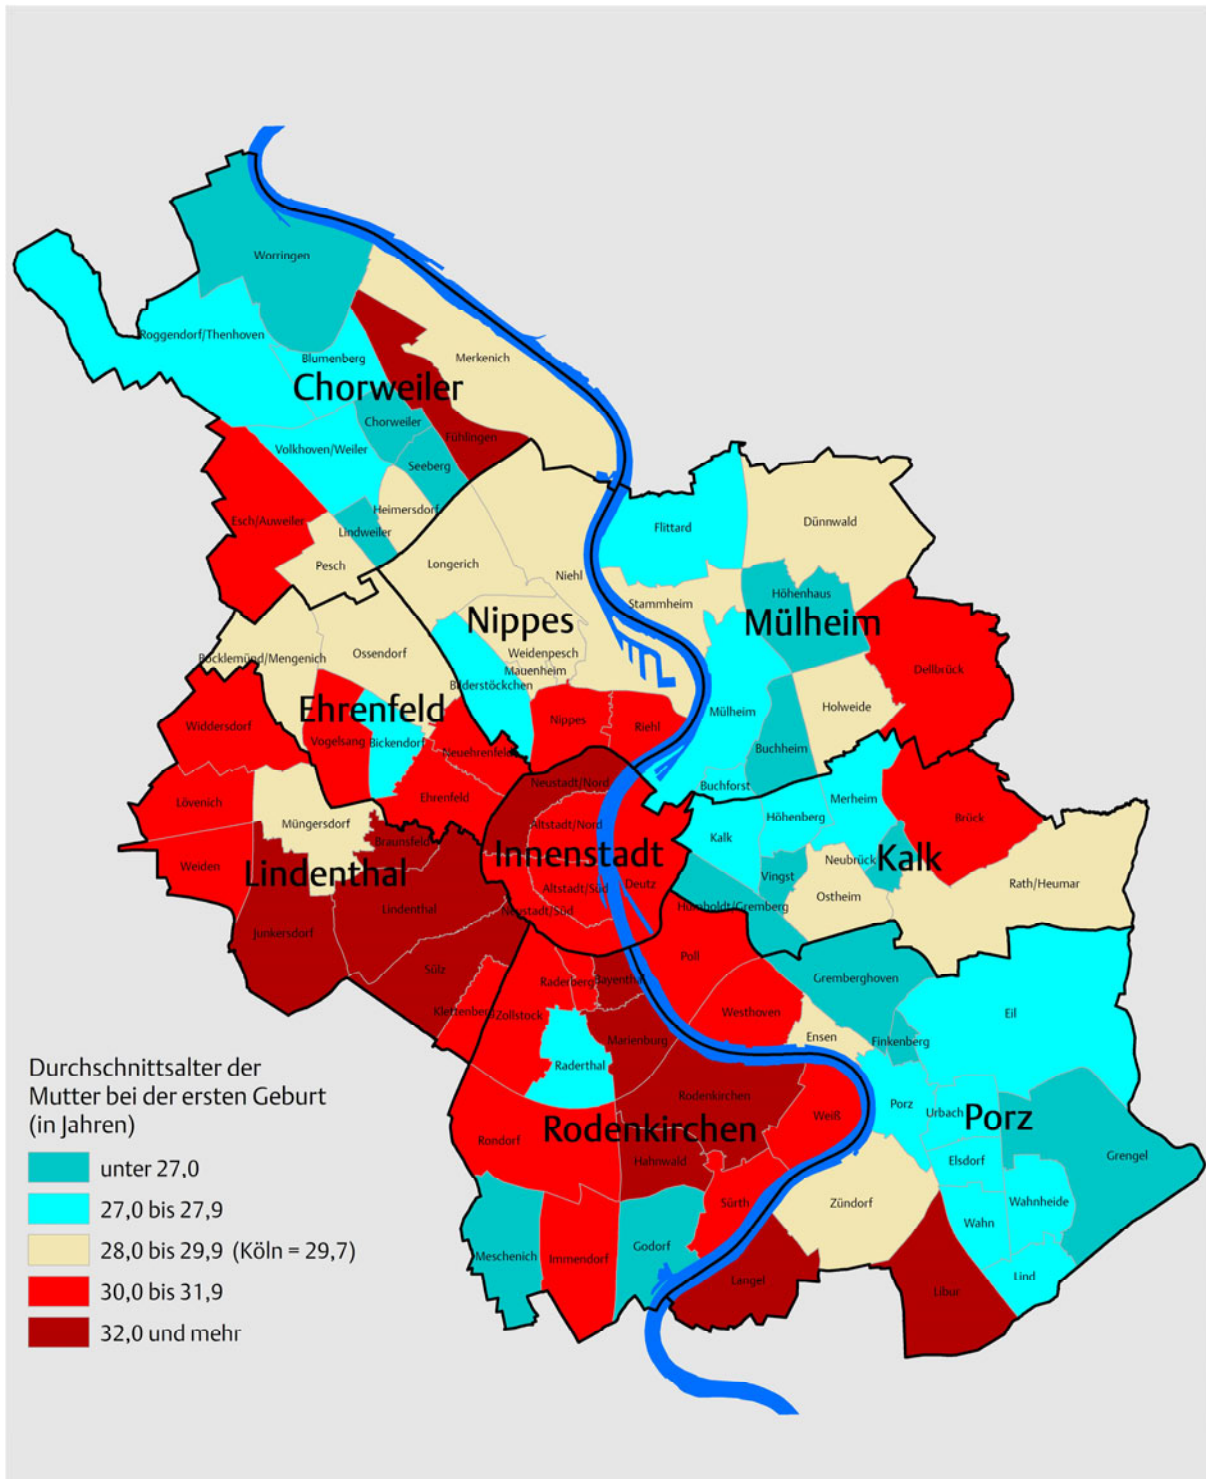 Worringen
Roggendorf/Thenhoven
Blumenberg
Merkenich
Chorweiler
Chorweiler
Fühlingen
Volkhoven/Weiler
Seeberg
Heimersdorf
Esch/Auweiler
Lindweiler
Pesch
Longerich
Niehl
Flittard
Dünnwald
Stammheim
Höhenhaus
Nippes
Mülheim
Weidenpesch
Mauenheim
Ossendorf
Bocklemünd/Mengenich
Bilderstöckchen
Dellbrück
Ehrenfeld
Widdersdorf
Vogelsang
Bickendorf
Nippes
Riehl
Mülheim
Holweide
Neuehrenfeld
Buchheim
Neustadt/Nord
Buchforst
Ehrenfeld
Lövenich
Merheim
Höhenberg
Brück
Müngersdorf
Altstadt/Nord
Kalk
Braunsfeld
Innenstadt
Kalk
Neubrück
Weiden
Lindenthal
Vingst
Deutz
Altstadt/Süd
Rath/Heumar
Ostheim
Lindenthal
Neustadt/Süd
Humboldt/Gremberg
Junkersdorf
Sülz
Poll
Raderberg
Bayenthal
Gremberghoven
Klettenberg
Zollstock
Westhoven
Eil
Marienburg
Ensen
Finkenberg
Raderthal
Rodenkirchen
Porz
Urbach
Porz
Weiß
Rodenkirchen
Rondorf
Hahnwald
Elsdorf
Grengel
Sürth
Zündorf
Wahnheide
Wahn
Meschenich
Immendorf
Godorf
Langel
Libur
Lind
Durchschnittsalter der
Mutter bei der ersten Geburt
(in Jahren)
unter 27,0
27,0 bis 27,9
28,0 bis 29,9 (Köln = 29,7)
30,0 bis 31,9
32,0 und mehr